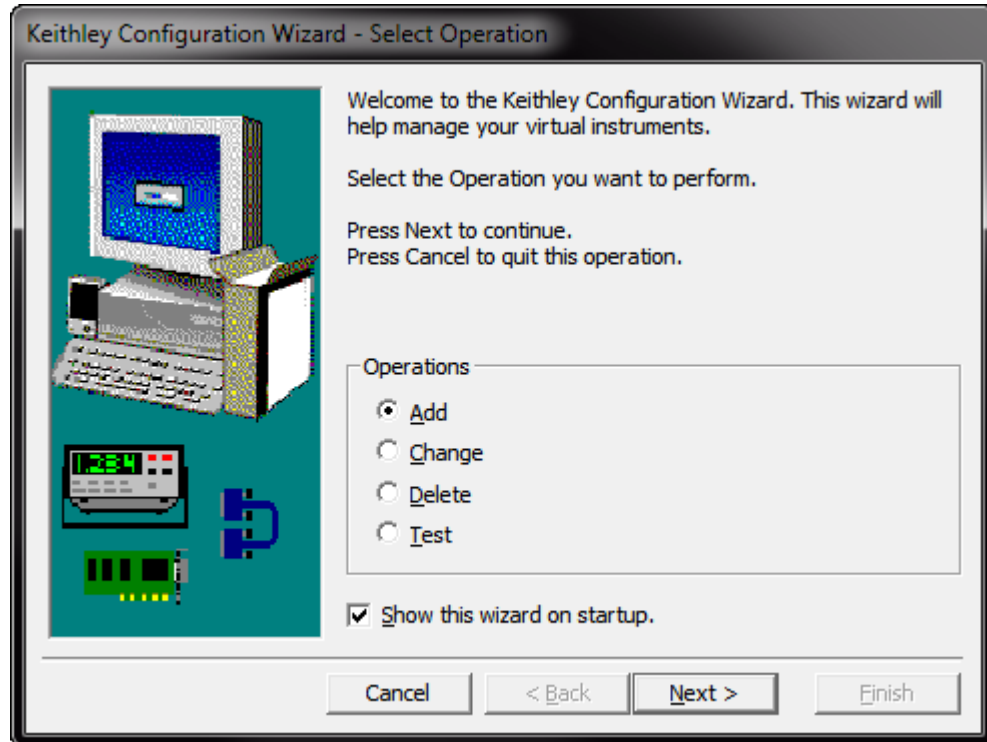 Keithley Configuration Wizard - Select Operation
Welcome to the Keithley Configuration Wizard. This wizard will
help manage your virtual instruments.
Select the Operation you want to perform.
Press Next to continue.
Press Cancel to quit this operation.
Operations
Add
Change
Delete
Test
Show this wizard on startup.
1.234
Cancel
< Back
Next >
Finish